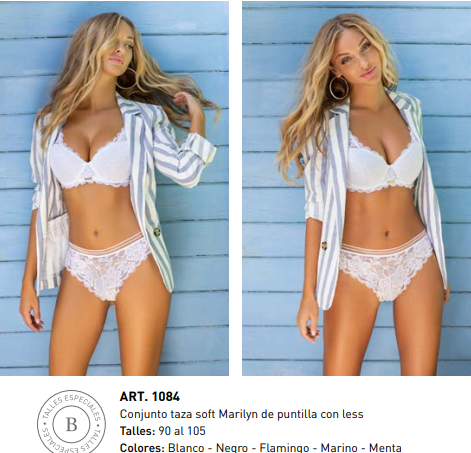 TALLES ESPECIALES • TALLES ESPECIALES •
B
ART. 1084
Conjunto taza soft Marilyn de puntilla con less
Talles: 90 al 105
Colores: Blanco - Negro - Flamingo - Marino - Menta